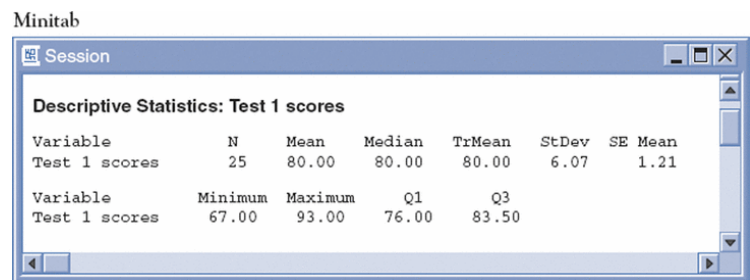 Minitab
Session
Descriptive Statistics: Test 1 scores
Variable N Mean Median TrMean StDev SE Mean
Test 1 scores 25 80.00 80.00 80.00 6.07 1.21
Variable Minimum Maximum Q1 Q3
Test 1 scores 67.00 93.00 76.00 83.50